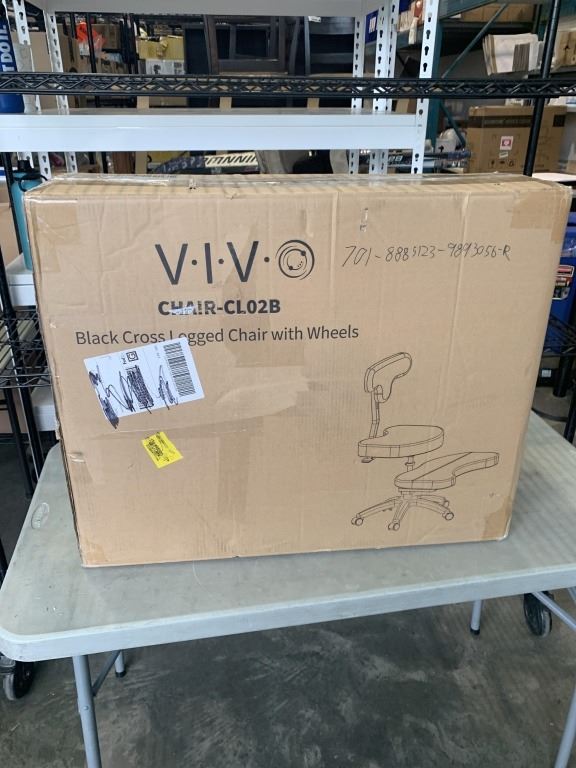 V·I·V·O
701-8885123-9893056-R
CHAIR-CL02B
Black Cross Legged Chair with Wheels